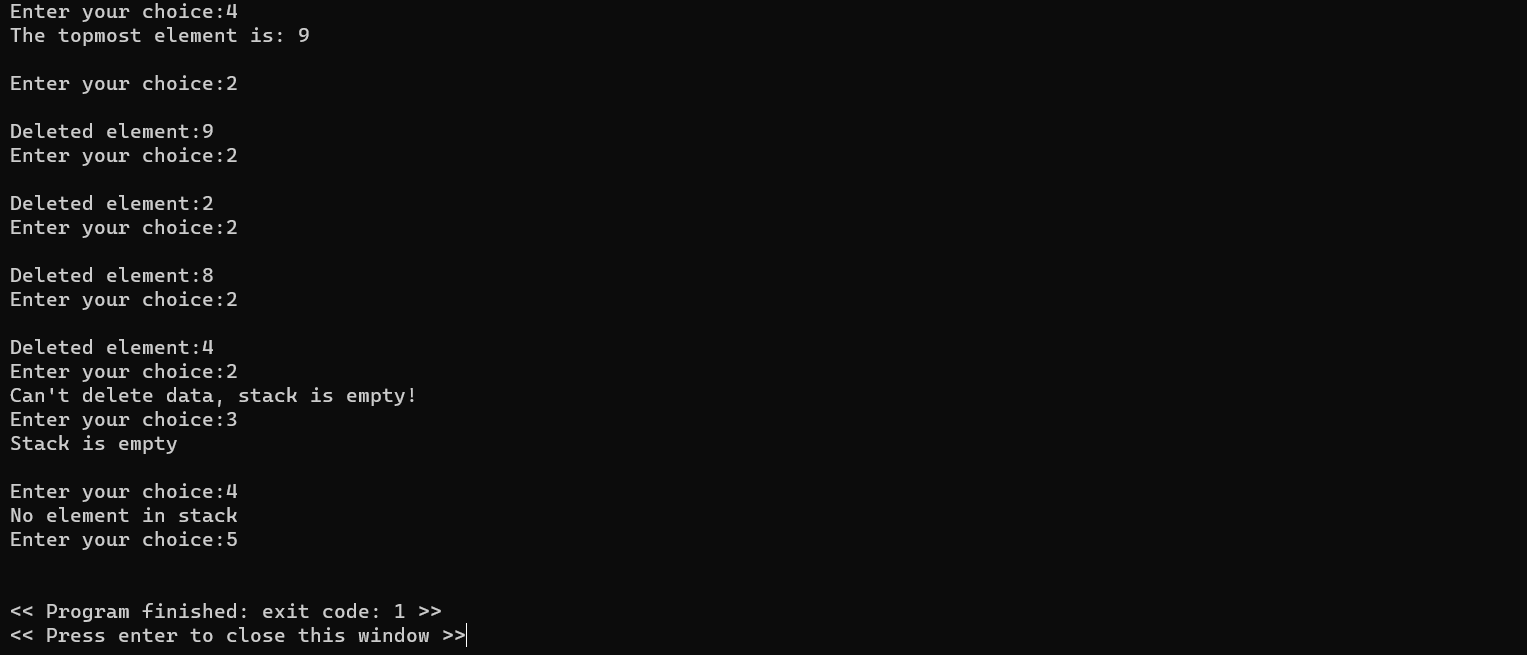 Enter your choice:4
The topmost element is: 9
Enter your choice:2
Deleted element:9
Enter your choice:2
Deleted element:2
Enter your choice:2
Deleted element:8
Enter your choice:2
Deleted element:4
Enter your choice:2
Can't delete data, stack is empty!
Enter your choice:3
Stack is empty
Enter your choice:4
No element in stack
Enter your choice:5
<< Program finished: exit code: 1 >>
<< Press enter to close this window >>